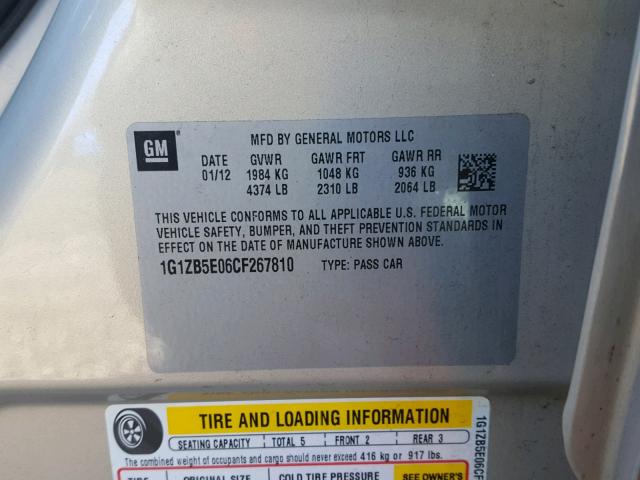 GM
MFD BY GENERAL MOTORS LLC
DATE GVWR GAWR FRT GAWR RR
01/12 1984 KG 1048 KG 936 KG
4374 LB 2310 LB 2064 LB
THIS VEHICLE CONFORMS TO ALL APPLICABLE U.S. FEDERAL MOTOR
VEHICLE SAFETY, BUMPER, AND THEFT PREVENTION STANDARDS IN
EFFECT ON THE DATE OF MANUFACTURE SHOWN ABOVE.
1G1ZB5E06CF267810 TYPE: PASS CAR
TIRE AND LOADING INFORMATION
SEATING CAPACITY TOTAL 5 FRONT 2 REAR 3
The combined weight of occupants and cargo should never exceed 416 kg or 917 lbs.
TIRE ORIGINAL SIZE COLD TIRE PRESSURE SEE OWNER'S
1G1ZB5E06CF